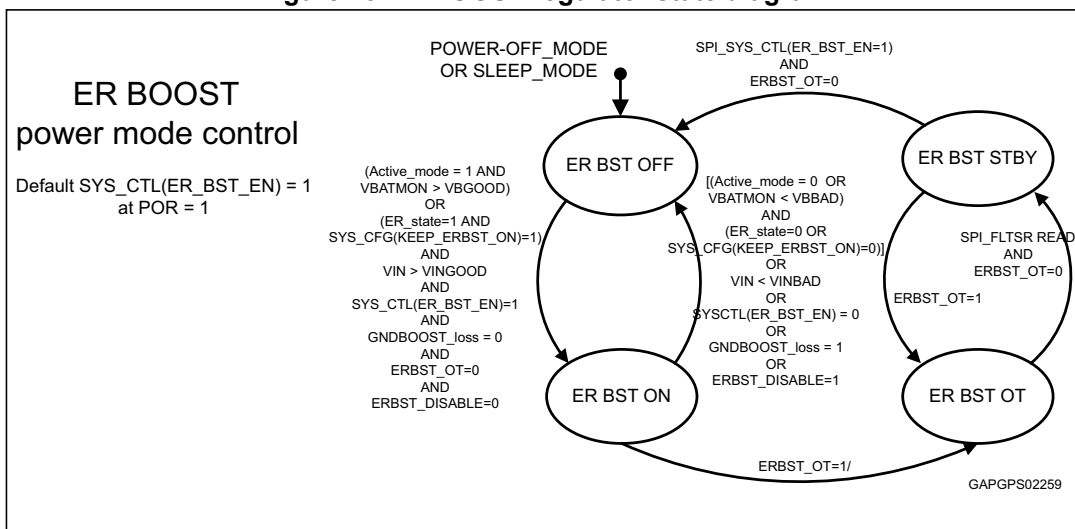 Figure
regulator state diagram
ER BOOST
power mode control
Default SYS_CTL(ER_BST_EN) = 1
at POR = 1
POWER-OFF_MODE
OR SLEEP_MODE
SPI_SYS_CTL(ER_BST_EN=1)
AND
ERBST_OT=0
ER BST OFF
ER BST STBY
(Active_mode = 1 AND
VBATMON > VBGOOD)
OR
(ER_state=1 AND
SYS_CFG(KEEP_ERBST_ON)=1)
AND
VIN > VINGOOD
AND
SYS_CTL(ER_BST_EN)=1
AND
GNDBOOST_loss = 0
AND
ERBST_OT=0
AND
ERBST_DISABLE=0
[(Active_mode = 0 OR
VBATMON < VBBAD)
AND
(ER_state=0 OR
SYS_CFG(KEEP_ERBST_ON)=0)]
OR
VIN < VINBAD
OR
SYSCTL(ER_BST_EN) = 0
OR
GNDBOOST_loss = 1
OR
ERBST_DISABLE=1
SPI_FLTSR READ
AND
ERBST_OT=0
ERBST_OT=1
ER BST ON
ER BST OT
ERBST_OT=1/
GAPGPS02259